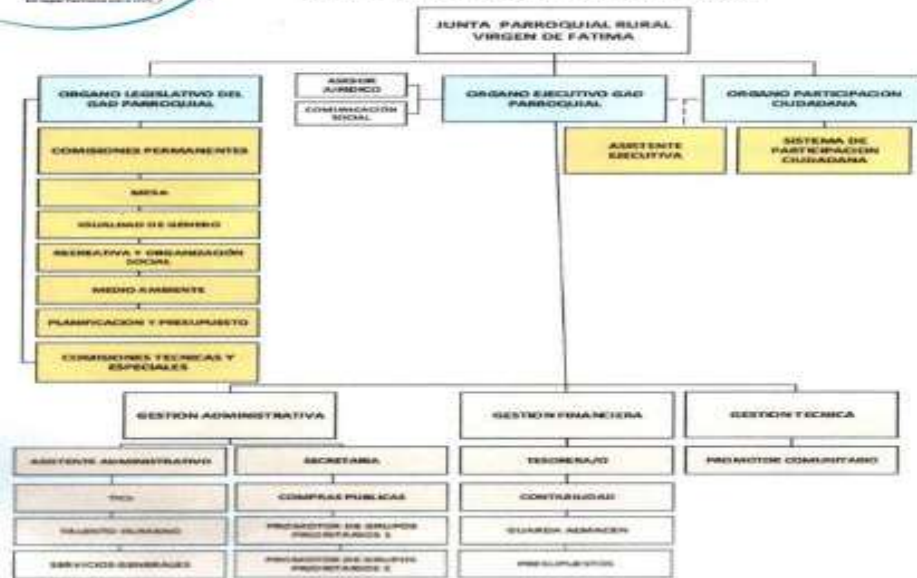 JUNTA PARROQUIAL RURAL
VIRGEN DE FATIMA
ORGANO LEGISLATIVO DEL
GAD PARROQUIAL
ASESOR
JURIDICO
COMUNICACIÓN
SOCIAL
ORGANO EJECUTIVO GAD
PARROQUIAL
ORGANO PARTICIPACION
CIUDADANA
COMISIONES PERMANENTES
ASISTENTE
EJECUTIVA
SISTEMA DE
PARTICIPACION
CIUDADANA
MESA
IGUALDAD DE GÉNERO
RECREATIVA Y ORGANIZACIÓN
SOCIAL
MEDIO AMBIENTE
PLANIFICACION Y PRESUPUESTO
COMISIONES TECNICAS Y
ESPECIALES
GESTION ADMINISTRATIVA
GESTION FINANCIERA
GESTION TECNICA
ASISTENTE ADMINISTRATIVO
SECRETARIA
TESORERA/O
PROMOTOR COMUNITARIO
TICS
COMPRAS PUBLICAS
CONTABILIDAD
TALENTO HUMANO
PROMOTOR DE GRUPOS
PRIORITARIOS 1
GUARDA ALMACEN
SERVICIOS GENERALES
PROMOTOR DE GRUPOS
PRIORITARIOS 2
PRESUPUESTOS